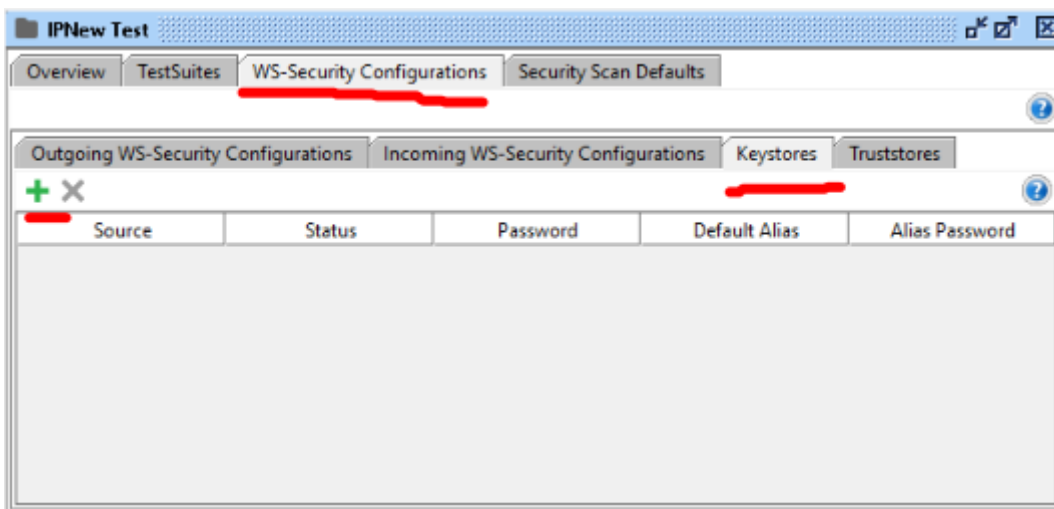 IPNew Test
Overview TestSuites WS-Security Configurations Security Scan Defaults
Outgoing WS-Security Configurations Incoming WS-Security Configurations Keystores Truststores
Source Status Password Default Alias Alias Password